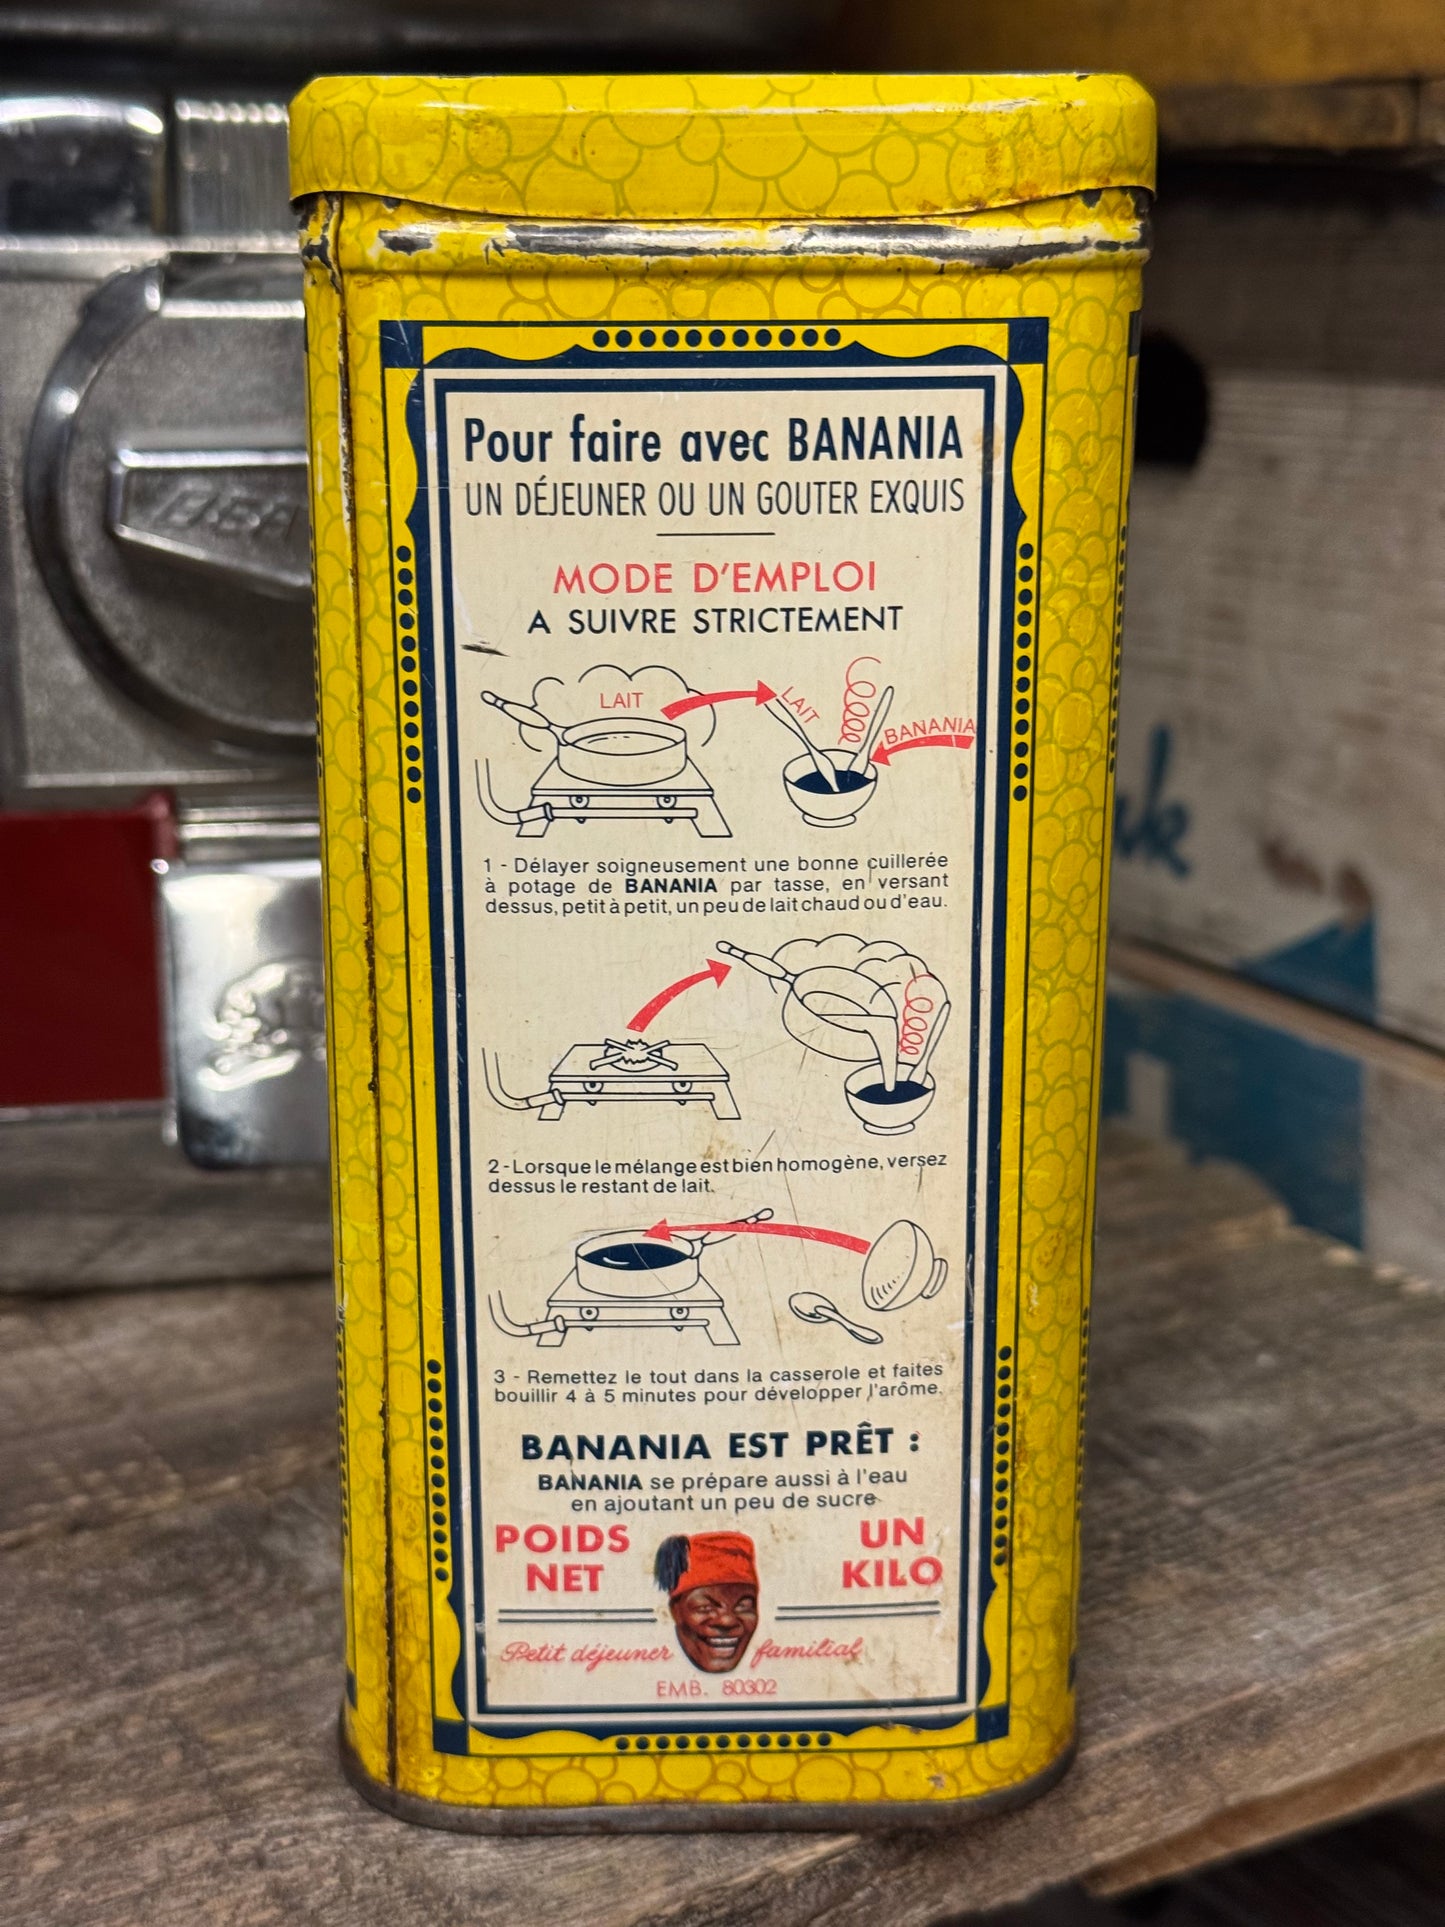 Pour faire avec BANANIA
UN DÉJEUNER OU UN GOUTER EXQUIS
MODE D'EMPLOI
A SUIVRE STRICTEMENT
LAIT
LAIT
BANANIA
1 - Délayer soigneusement une bonne cuillerée
à potage de BANANIA par tasse, en versant
dessus, petit à petit, un peu de lait chaud ou d'eau.
2 - Lorsque le mélange est bien homogène, versez
dessus le restant de lait.
3 - Remettez le tout dans la casserole et faites
bouillir 4 à 5 minutes pour développer l'arôme.
BANANIA EST PRÊT :
BANANIA se prépare aussi à l'eau
en ajoutant un peu de sucre
POIDS NET
UN KILO
Petit déjeuner familial
EMB. 80302